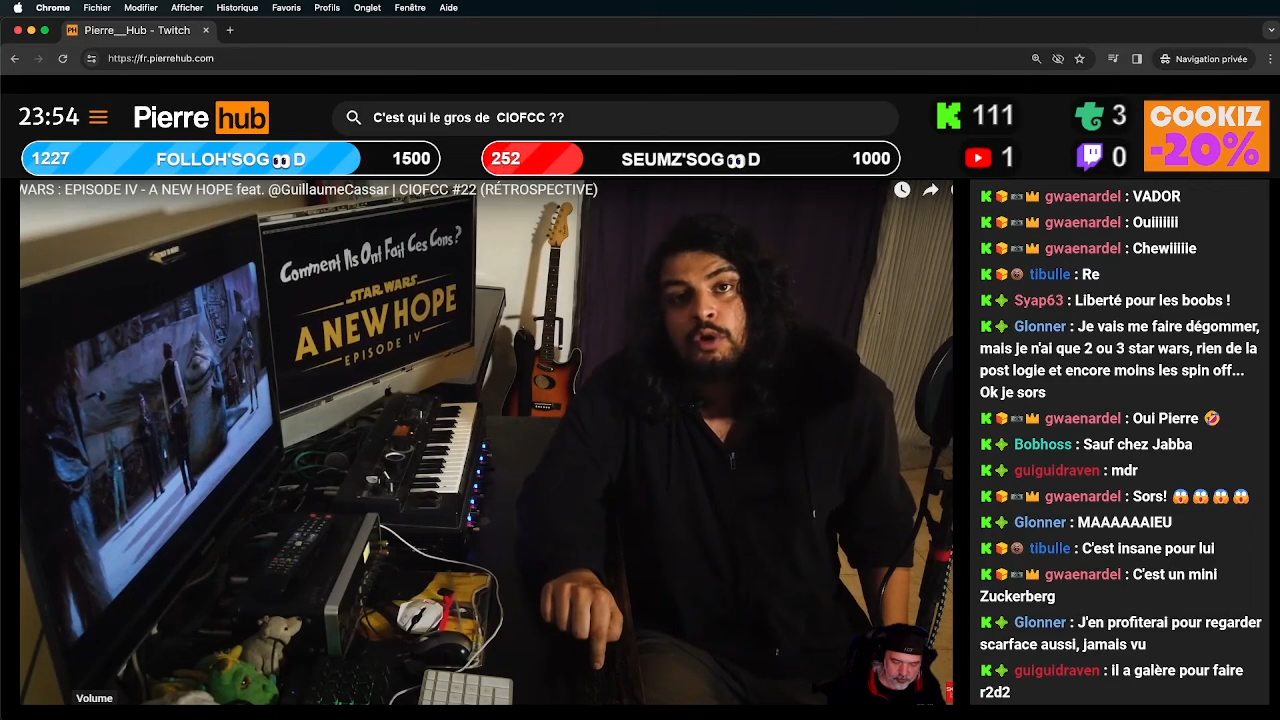 Chrome Fichier Modifier Afficher Historique Favoris Profils Onglet Fenêtre Aide
PH Pierre__Hub - Twitch
https://fr.pierrehub.com
Navigation privée
23:54
Pierre hub
C'est qui le gros de CIOFCC ??
111
3
1
0
COOKIZ
-20%
1227 FOLLOH'SOG👀D 1500
252 SEUMZ'SOG👀D 1000
WARS : EPISODE IV - A NEW HOPE feat. @GuillaumeCassar | CIOFCC #22 (RÉTROSPECTIVE)
Comment Ils Ont Fait Ces Cons ?
STAR WARS
A NEW HOPE
EPISODE IV
Volume
gwaenardel : VADOR
gwaenardel : Ouiiiiiii
gwaenardel : Chewiiiiie
tibulle : Re
Syap63 : Liberté pour les boobs !
Glonner : Je vais me faire dégommer,
mais je n'ai que 2 ou 3 star wars, rien de la
post logie et encore moins les spin off...
Ok je sors
gwaenardel : Oui Pierre 🤣
Bobhoss : Sauf chez Jabba
guiguidraven : mdr
gwaenardel : Sors! 😱😱😱😱
Glonner : MAAAAAAIEU
tibulle : C'est insane pour lui
gwaenardel : C'est un mini
Zuckerberg
Glonner : J'en profiterai pour regarder
scarface aussi, jamais vu
guiguidraven : il a galère pour faire
r2d2